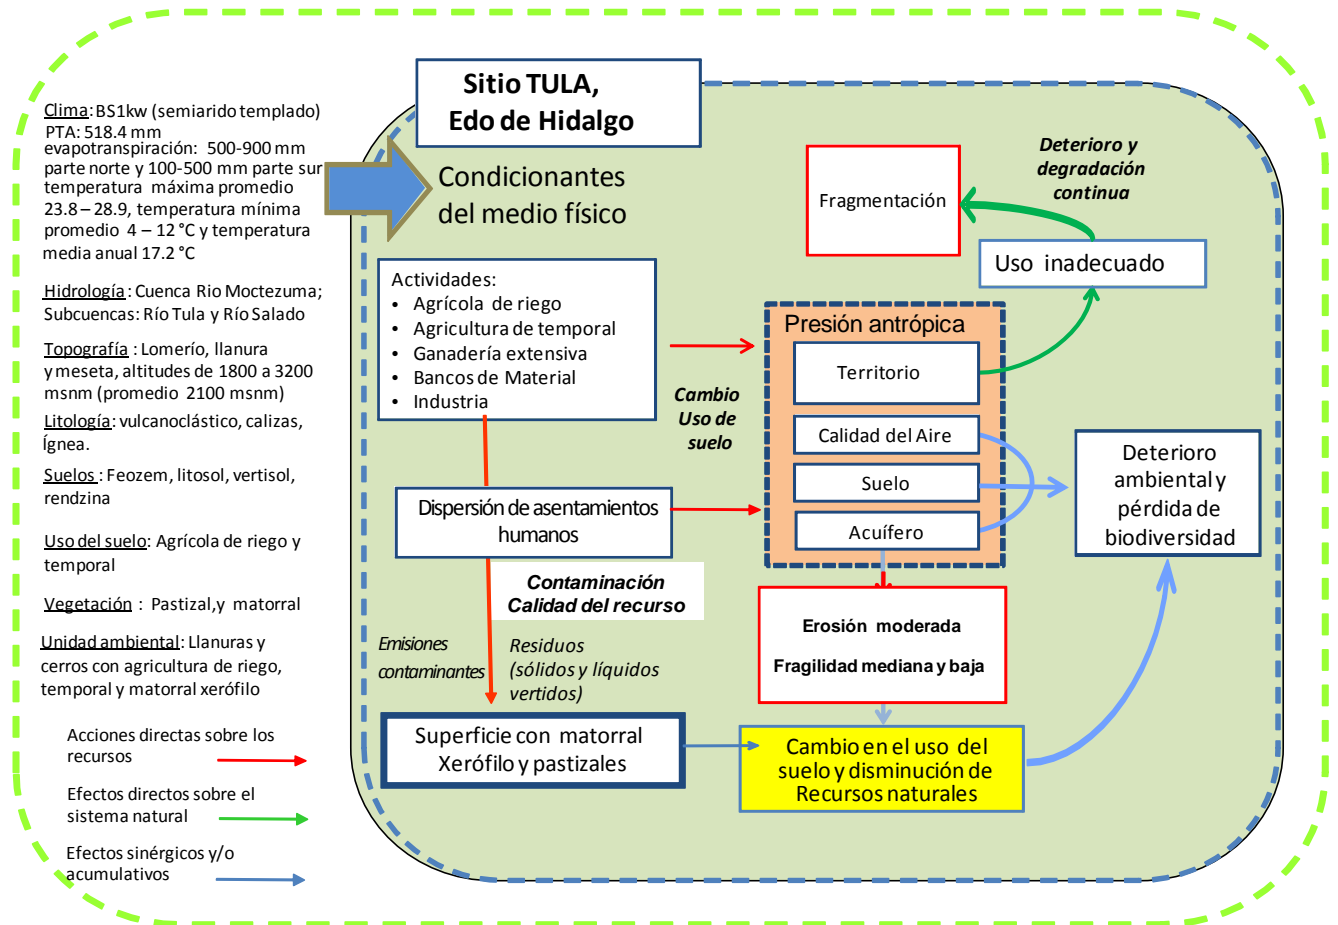 Sitio TULA,
Edo de Hidalgo
Clima: BS1kw (semiarido templado)
PTA: 518.4 mm
evapotranspiración: 500-900 mm
parte norte y 100-500 mm parte sur
temperatura máxima promedio
23.8 – 28.9, temperatura mínima
promedio 4 – 12 °C y temperatura
media anual 17.2 °C
Hidrología: Cuenca Rio Moctezuma;
Subcuencas: Río Tula y Río Salado
Topografía : Lomerío, llanura
y meseta, altitudes de 1800 a 3200
msnm (promedio 2100 msnm)
Litología: vulcanoclástico, calizas,
Ígnea.
Suelos : Feozem, litosol, vertisol,
rendzina
Uso del suelo: Agrícola de riego y
temporal
Vegetación : Pastizal,y matorral
Unidad ambiental: Llanuras y
cerros con agricultura de riego,
temporal y matorral xerófilo
Acciones directas sobre los
recursos
Efectos directos sobre el
sistema natural
Efectos sinérgicos y/o
acumulativos
Condicionantes
del medio físico
Actividades:
• Agrícola de riego
• Agricultura de temporal
• Ganadería extensiva
• Bancos de Material
• Industria
Cambio
Uso de
suelo
Dispersión de asentamientos
humanos
Contaminación
Calidad del recurso
Emisiones
contaminantes
Residuos
(sólidos y líquidos
vertidos)
Superficie con matorral
Xerófilo y pastizales
Fragmentación
Deterioro y
degradación
continua
Uso inadecuado
Presión antrópica
Territorio
Calidad del Aire
Suelo
Acuífero
Erosión moderada
Fragilidad mediana y baja
Cambio en el uso del
suelo y disminución de
Recursos naturales
Deterioro
ambiental y
pérdida de
biodiversidad